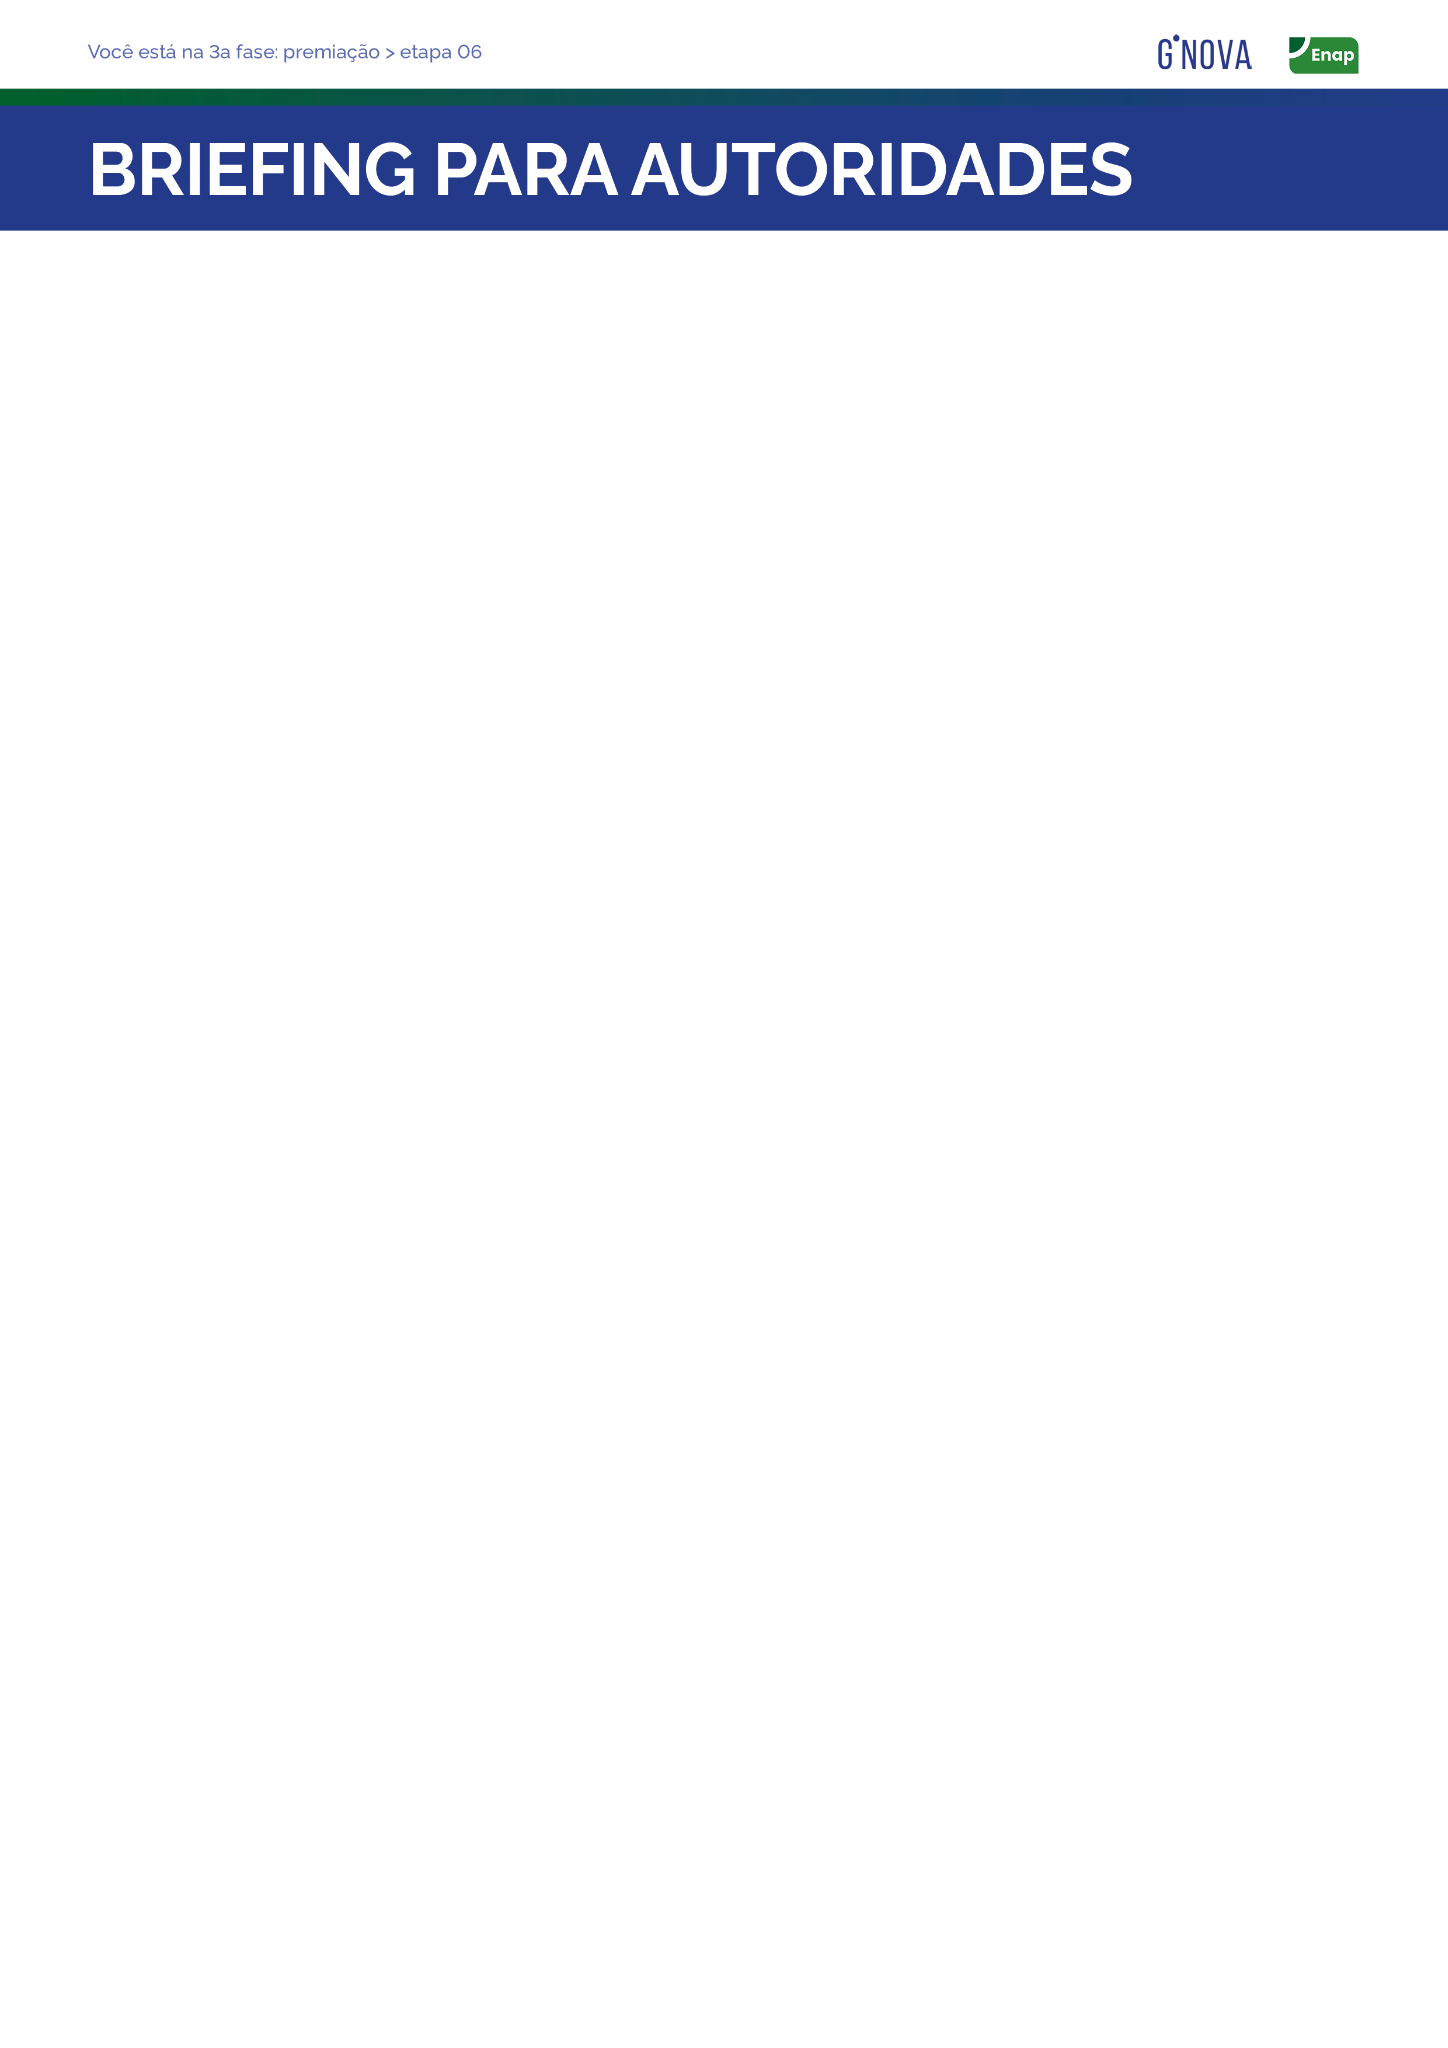 Você está na 3a fase: premiação > etapa 06
G'NOVA
Enap
BRIEFING PARA AUTORIDADES